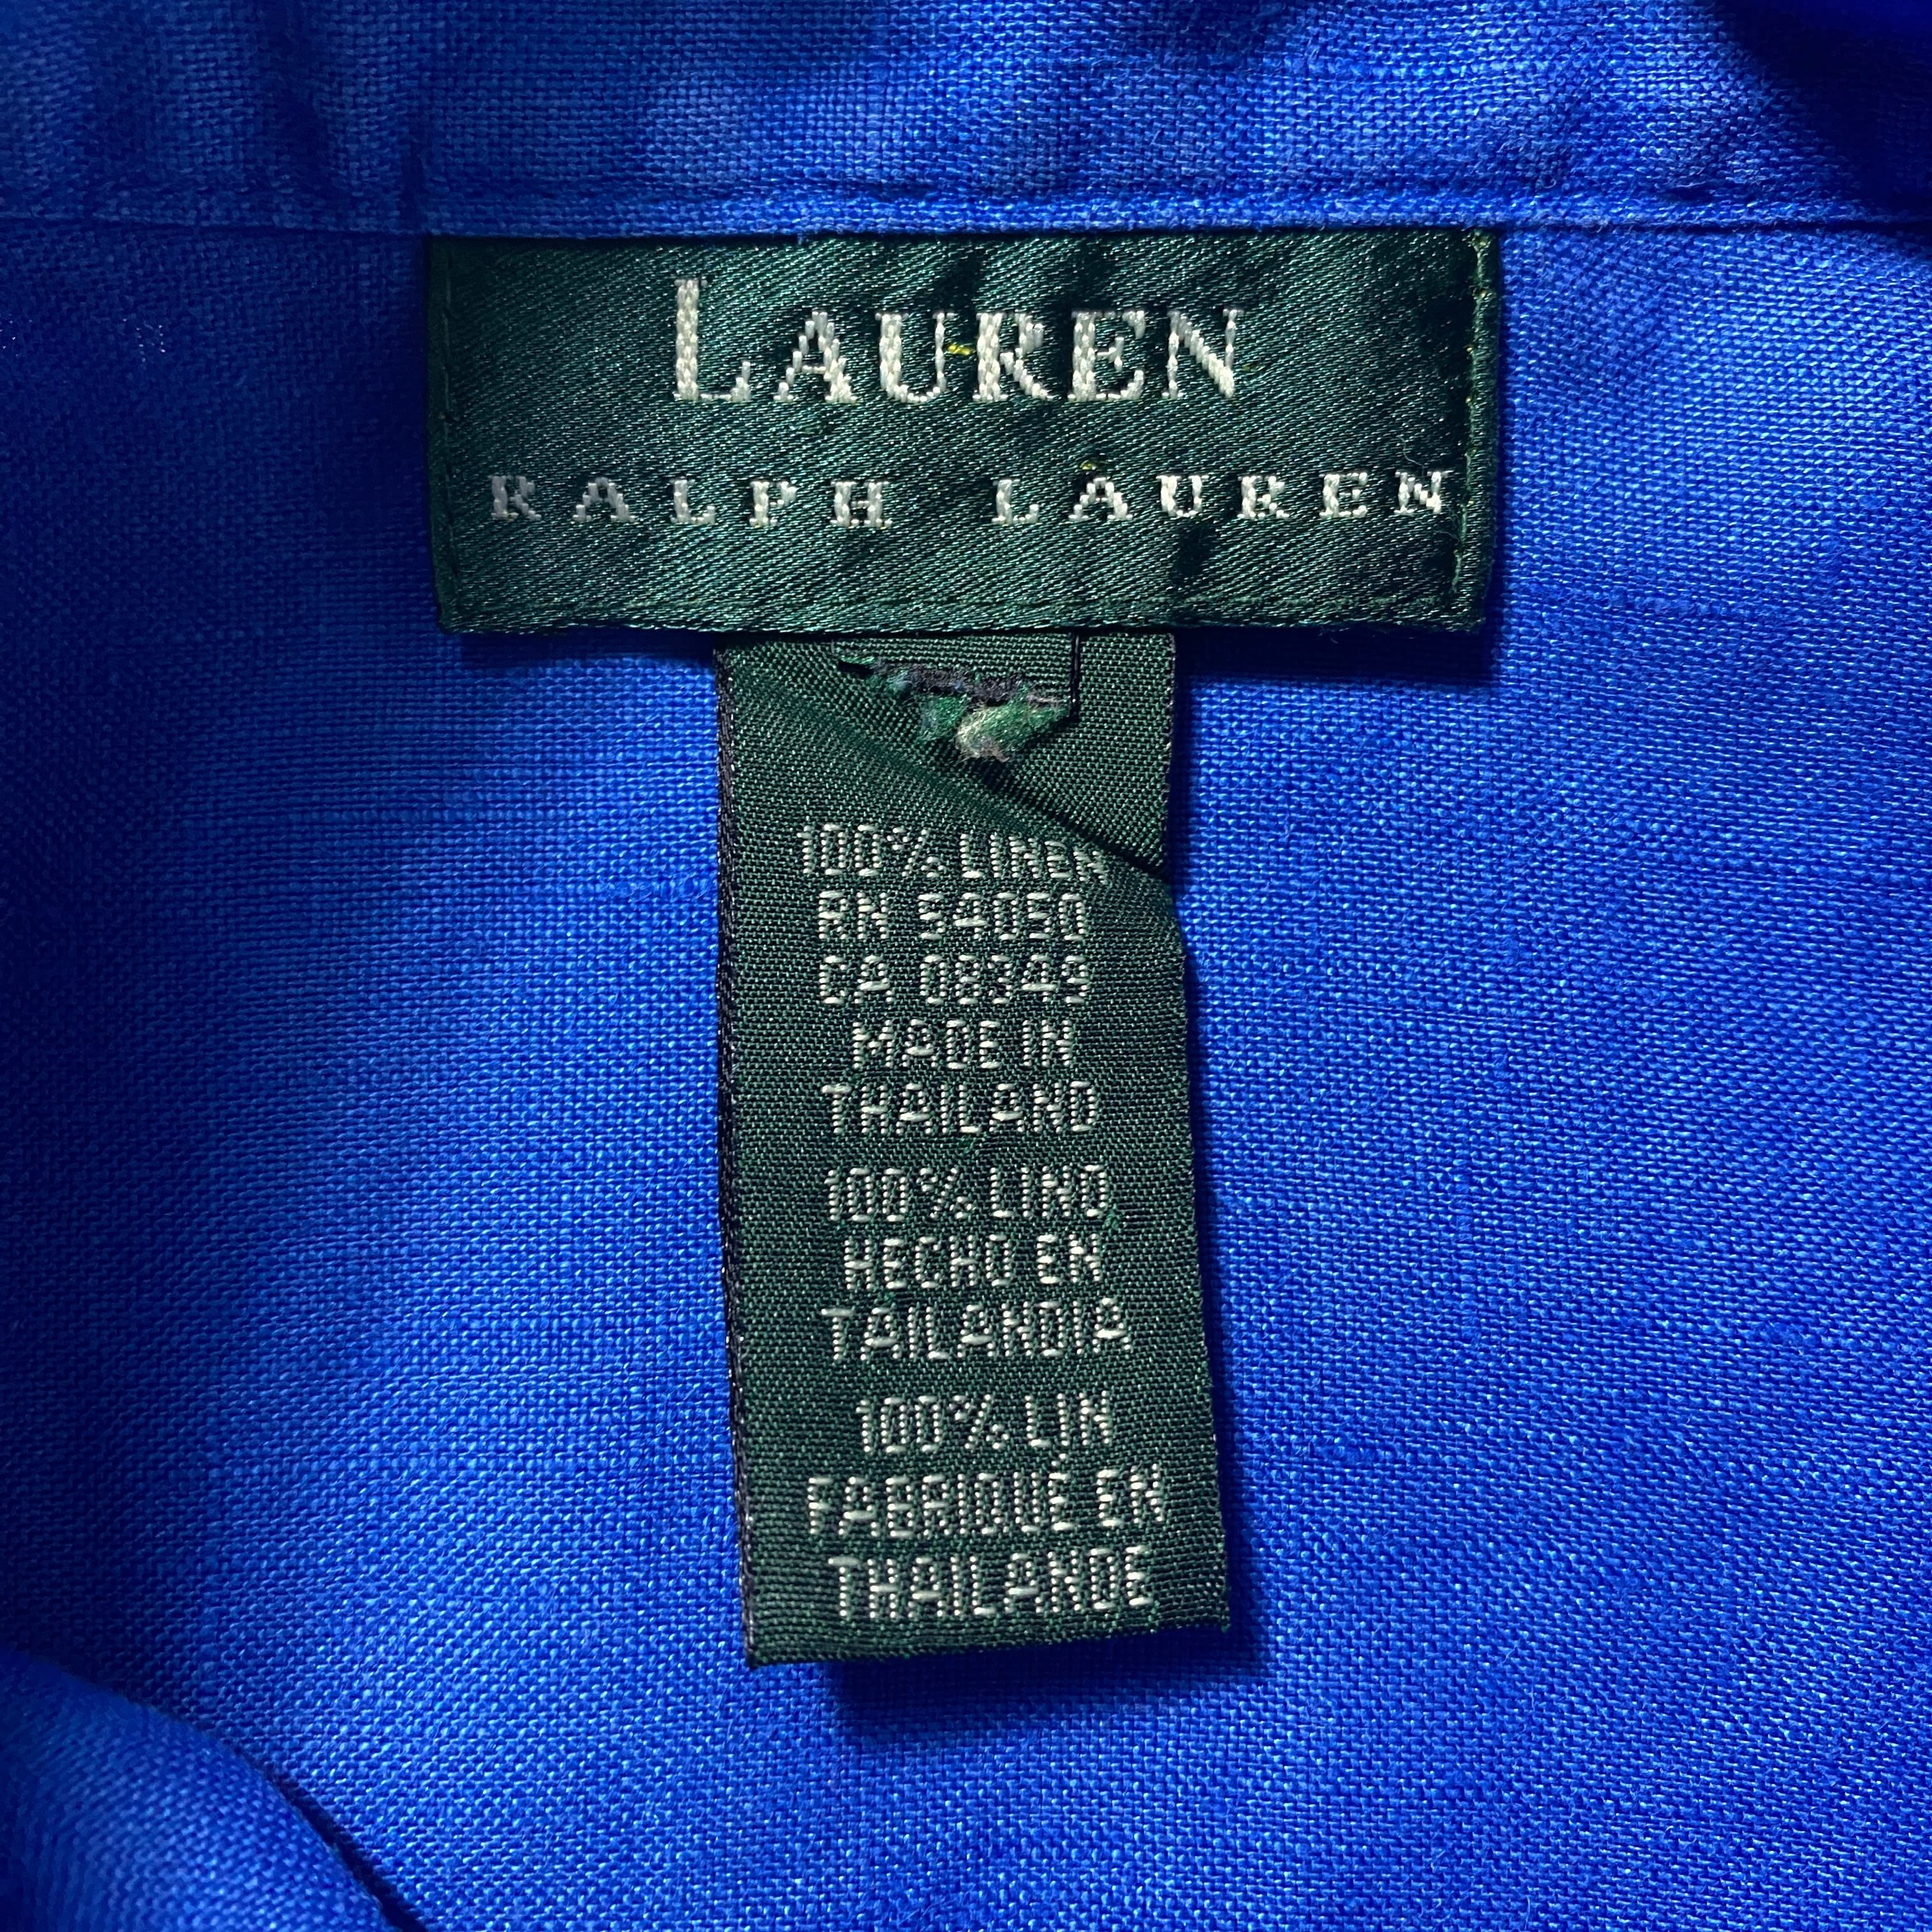 LAUREN
RALPH LAUREN
100% LINEN
RN 54050
CA 08349
MADE IN
THAILAND
100% LINO
HECHO EN
TAILANDIA
100% LIN
FABRIQUÉ EN
THAILANDE